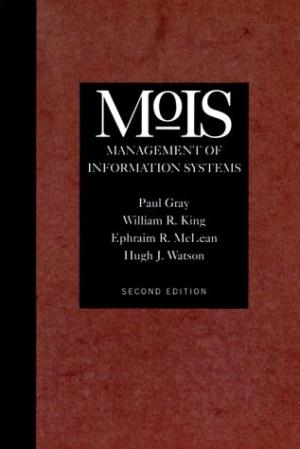 MoIS
MANAGEMENT OF
INFORMATION SYSTEMS
Paul Gray
William R. King
Ephraim R. McLean
Hugh J. Watson
SECOND EDITION